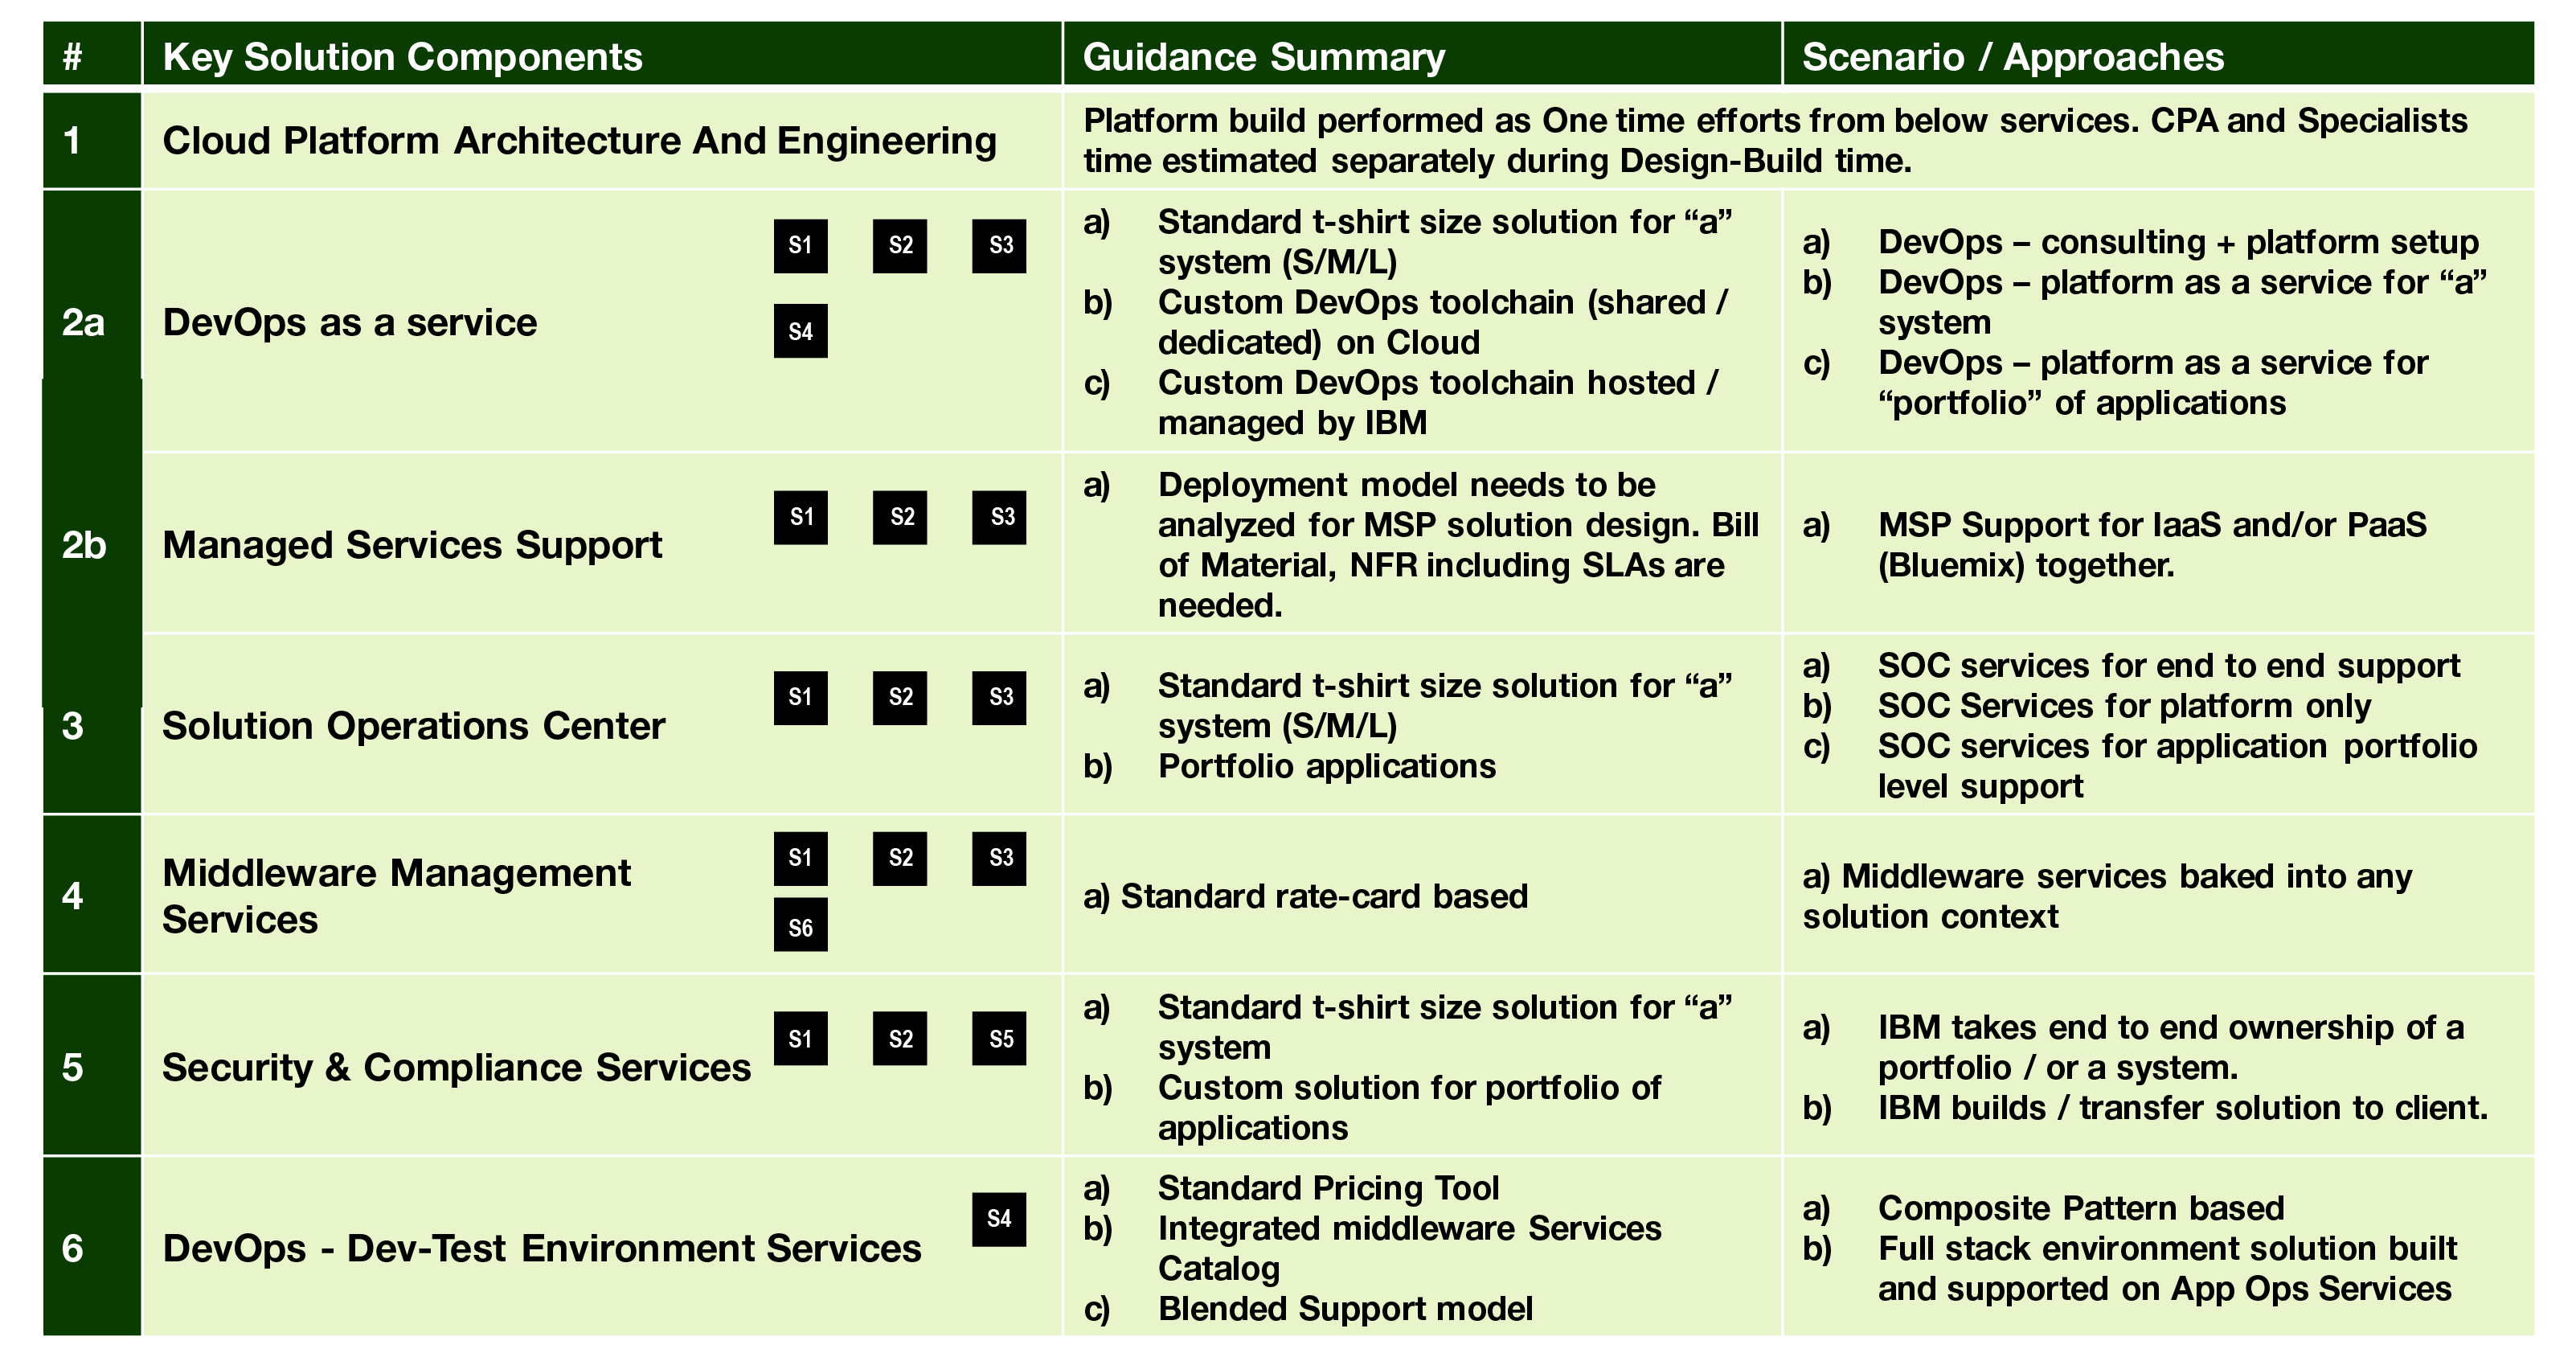 # Key Solution Components Guidance Summary Scenario / Approaches
1 Cloud Platform Architecture And Engineering
Platform build performed as One time efforts from below services. CPA and Specialists
time estimated separately during Design-Build time.
2a DevOps as a service
S1 S2 S3
S4
a) Standard t-shirt size solution for “a”
system (S/M/L)
b) Custom DevOps toolchain (shared /
dedicated) on Cloud
c) Custom DevOps toolchain hosted /
managed by IBM
a) DevOps – consulting + platform setup
b) DevOps – platform as a service for “a”
system
c) DevOps – platform as a service for
“portfolio” of applications
2b Managed Services Support
S1 S2 S3
a) Deployment model needs to be
analyzed for MSP solution design. Bill
of Material, NFR including SLAs are
needed.
a) MSP Support for IaaS and/or PaaS
(Bluemix) together.
3 Solution Operations Center
S1 S2 S3
a) Standard t-shirt size solution for “a”
system (S/M/L)
b) Portfolio applications
a) SOC services for end to end support
b) SOC Services for platform only
c) SOC services for application portfolio
level support
4 Middleware Management
Services
S1 S2 S3
S6
a) Standard rate-card based
a) Middleware services baked into any
solution context
5 Security & Compliance Services
S1 S2 S5
a) Standard t-shirt size solution for “a”
system
b) Custom solution for portfolio of
applications
a) IBM takes end to end ownership of a
portfolio / or a system.
b) IBM builds / transfer solution to client.
6 DevOps - Dev-Test Environment Services
S4
a) Standard Pricing Tool
b) Integrated middleware Services
Catalog
c) Blended Support model
a) Composite Pattern based
b) Full stack environment solution built
and supported on App Ops Services